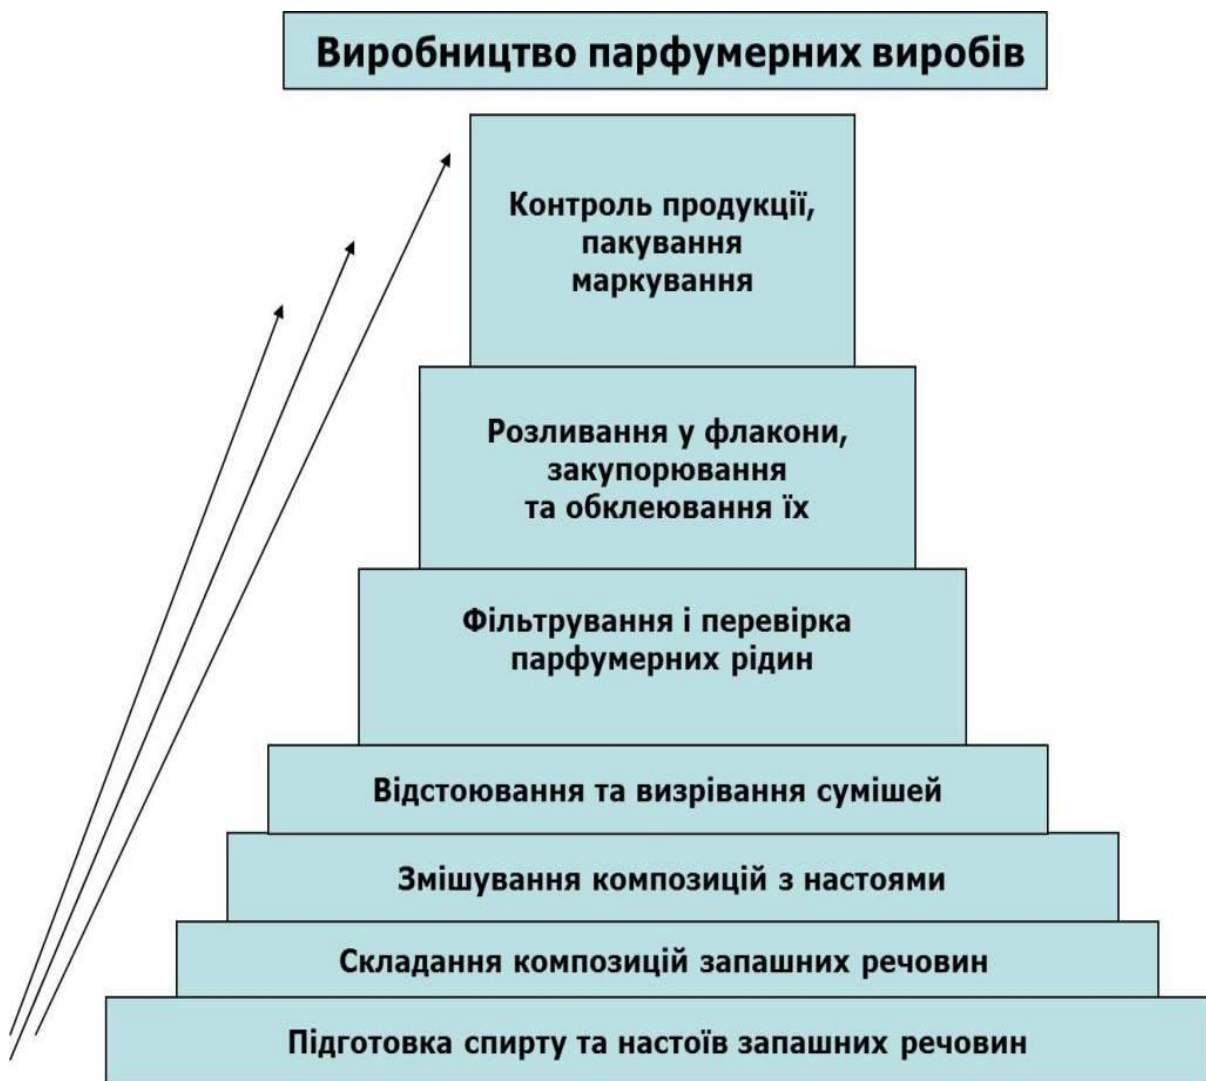 Виробництво парфумерних виробів
Контроль продукції,
пакування
маркування
Розливання у флакони,
закупорювання
та обклеювання їх
Фільтрування і перевірка
парфумерних рідин
Відстоювання та визрівання сумішей
Змішування композицій з настоями
Складання композицій запашних речовин
Підготовка спирту та настоїв запашних речовин